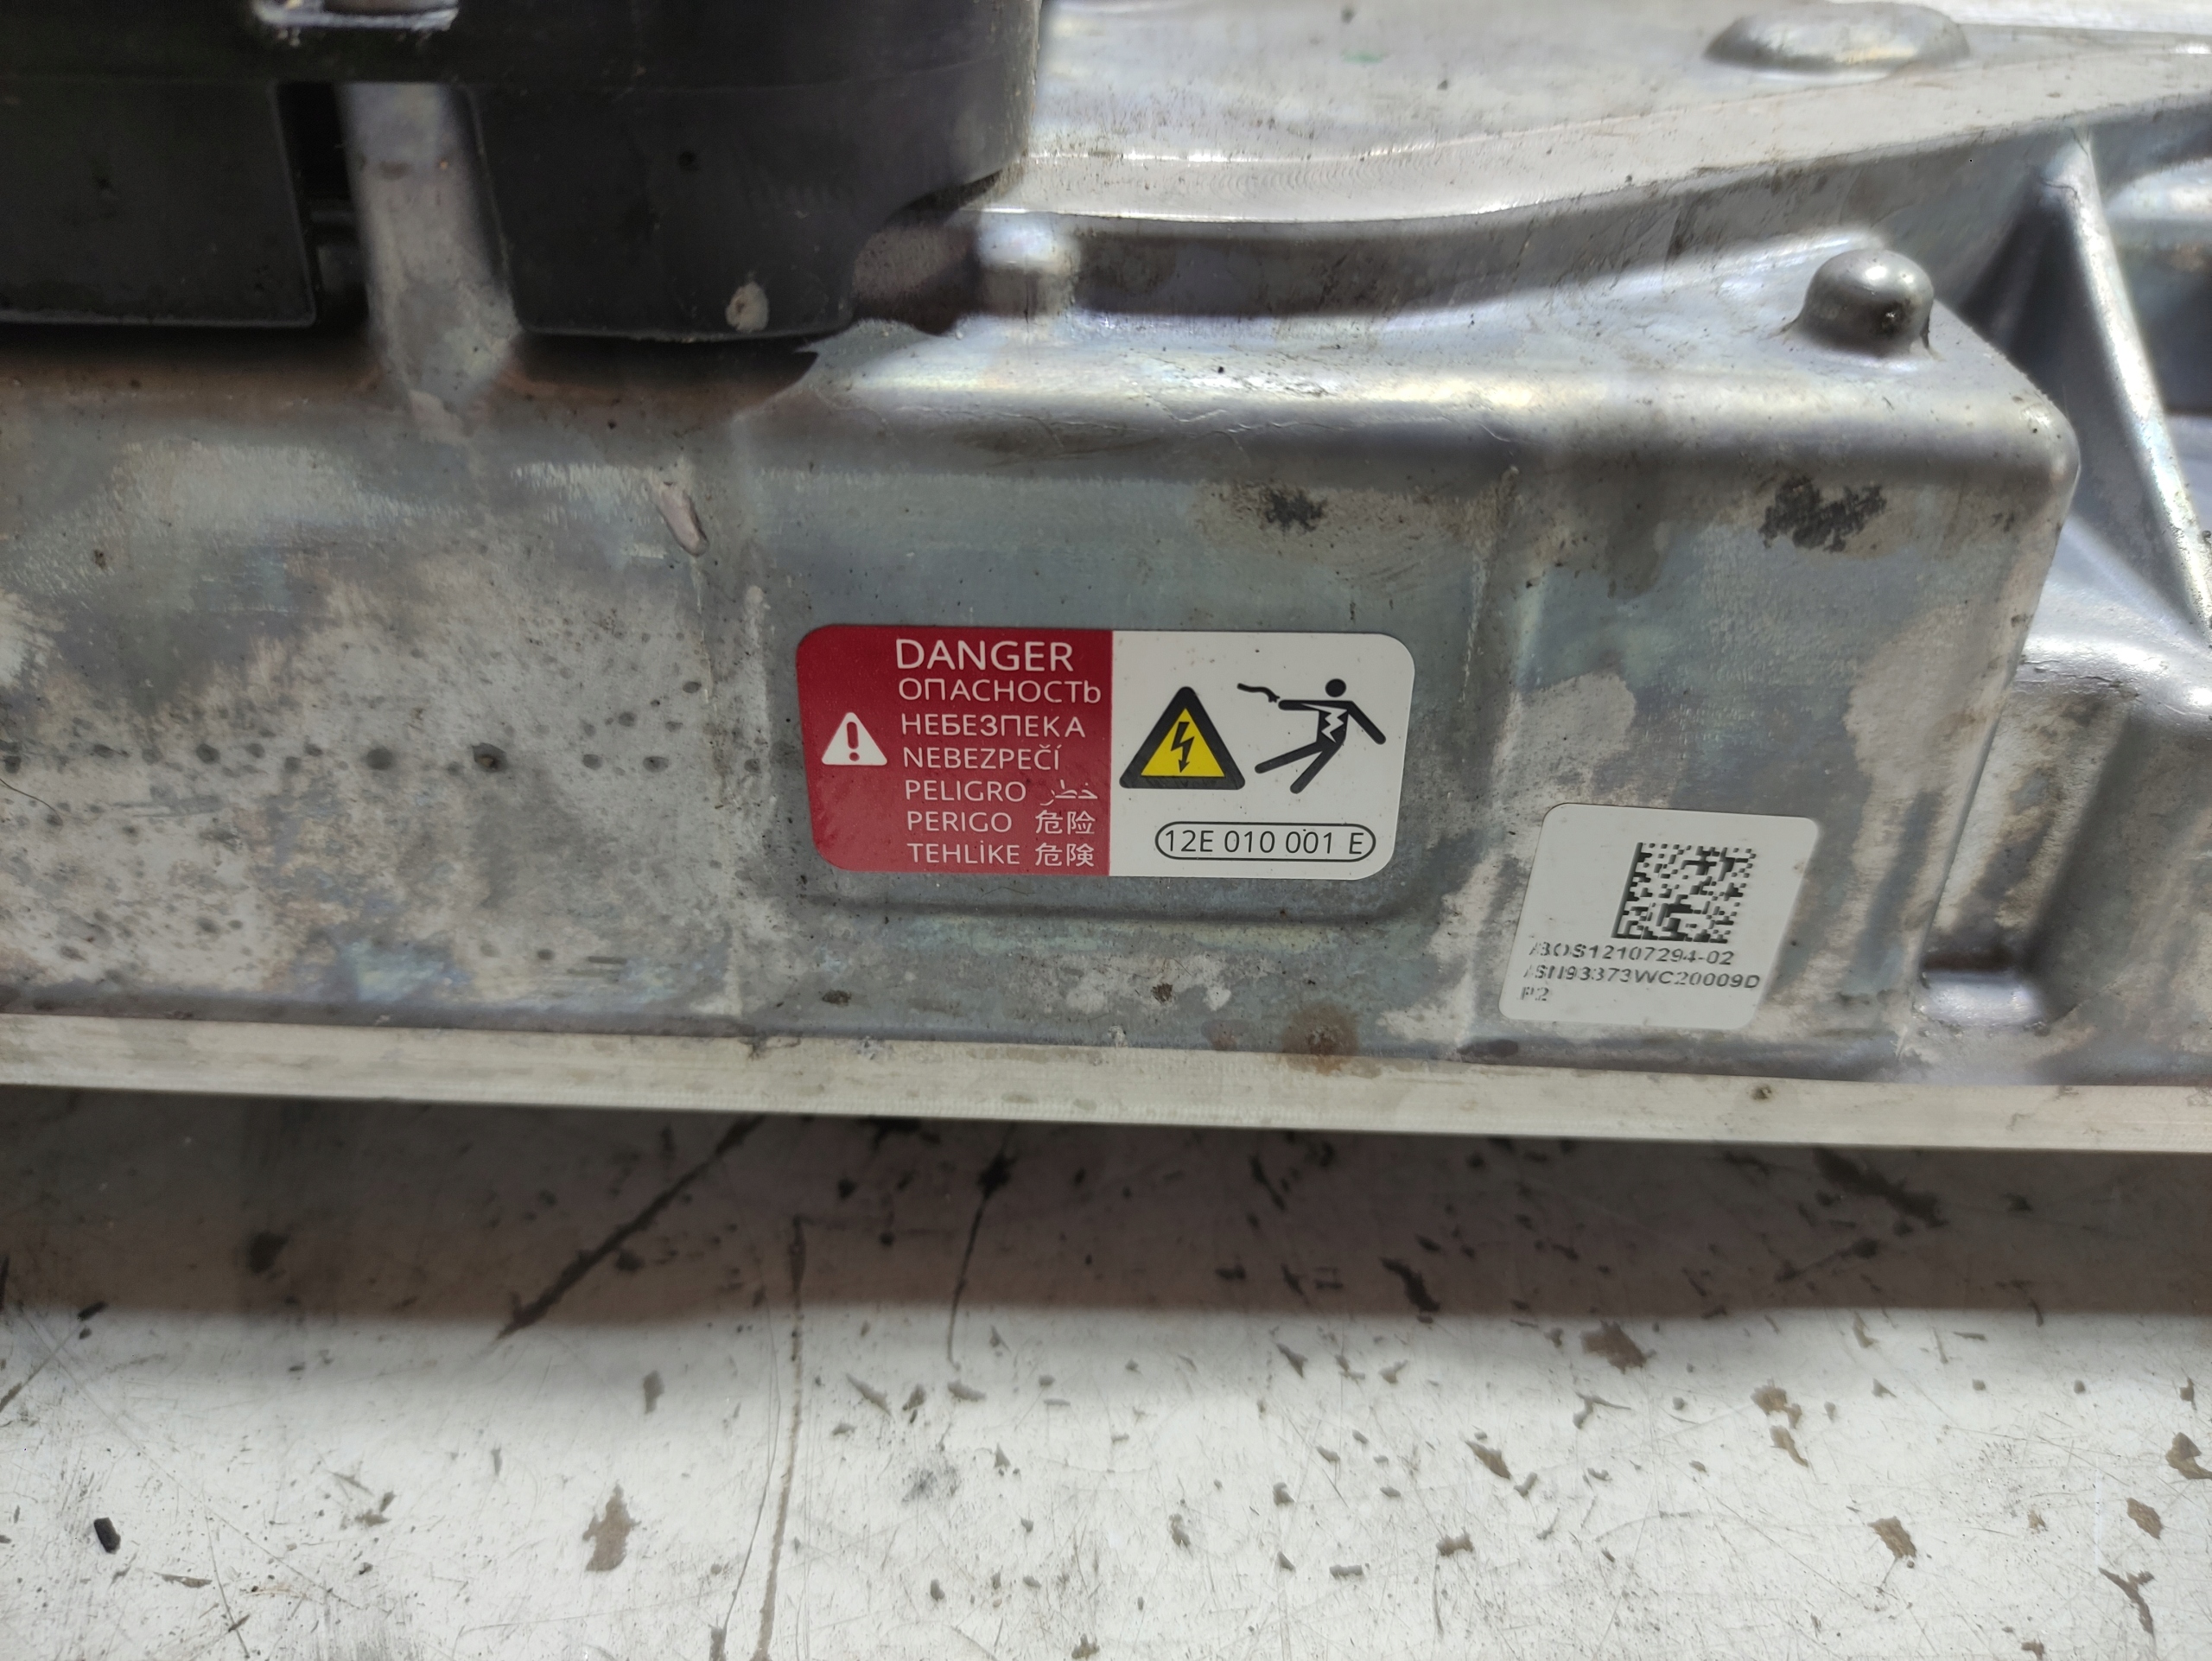 DANGER
ОПАСНОСТЬ
НЕБЕЗПЕКА
NEBEZPEČÍ
PELIGRO خطر
PERIGO 危险
TEHLİKE 危険
12E 010 001 E
/BOS12107294-02
/SN93373WC20009D
P2